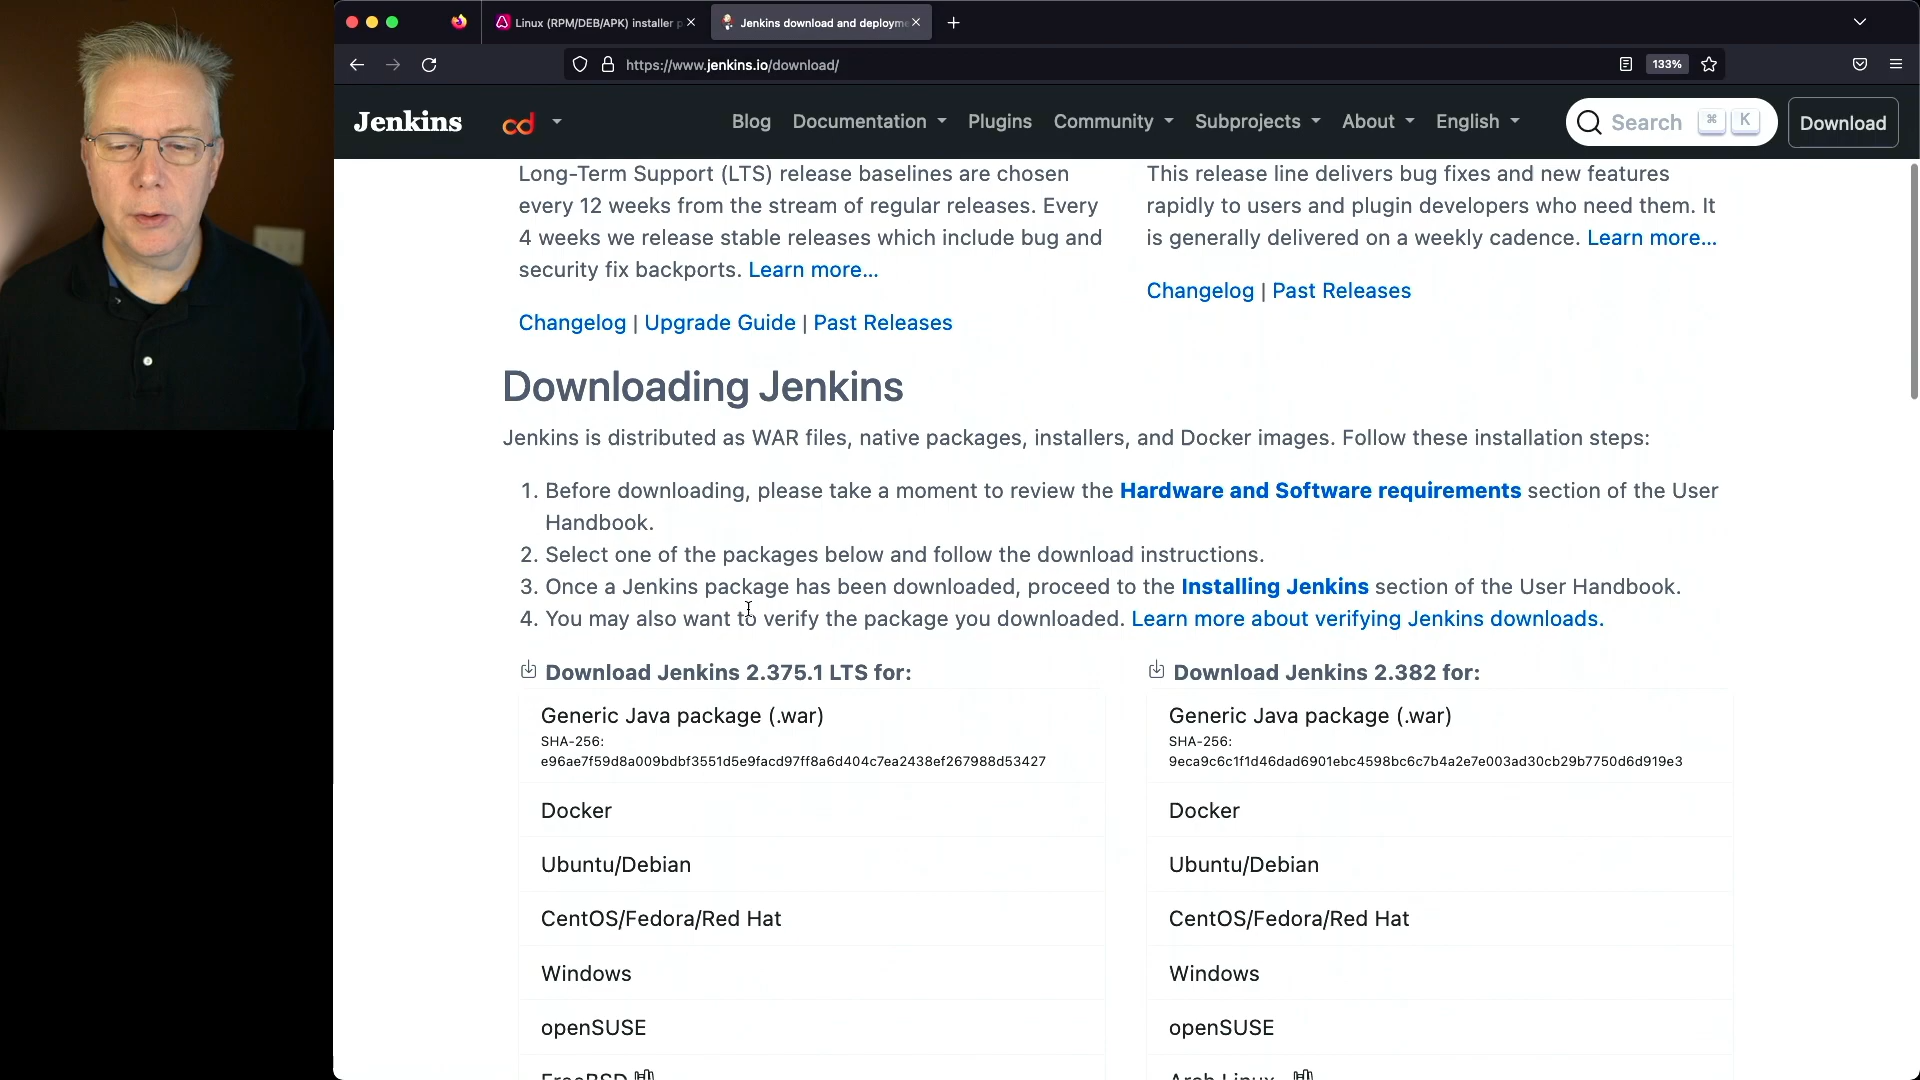 Linux (RPM/DEB/APK) installer
Jenkins download and deployme
https://www.jenkins.io/download/
133%
Jenkins
cd
Blog
Documentation
Plugins
Community
Subprojects
About
English
Search ⌘ K
Download
Long-Term Support (LTS) release baselines are chosen
every 12 weeks from the stream of regular releases. Every
4 weeks we release stable releases which include bug and
security fix backports. Learn more...
Changelog | Upgrade Guide | Past Releases
This release line delivers bug fixes and new features
rapidly to users and plugin developers who need them. It
is generally delivered on a weekly cadence. Learn more...
Changelog | Past Releases
Downloading Jenkins
Jenkins is distributed as WAR files, native packages, installers, and Docker images. Follow these installation steps:
1. Before downloading, please take a moment to review the Hardware and Software requirements section of the User
Handbook.
2. Select one of the packages below and follow the download instructions.
3. Once a Jenkins package has been downloaded, proceed to the Installing Jenkins section of the User Handbook.
4. You may also want to verify the package you downloaded. Learn more about verifying Jenkins downloads.
Download Jenkins 2.375.1 LTS for:
Generic Java package (.war)
SHA-256:
e96ae7f59d8a009bdbf3551d5e9facd97ff8a6d404c7ea2438ef267988d53427
Docker
Ubuntu/Debian
CentOS/Fedora/Red Hat
Windows
openSUSE
FreeBSD
Download Jenkins 2.382 for:
Generic Java package (.war)
SHA-256:
9eca9c6c1f1d46dad6901ebc4598bc6c7b4a2e7e003ad30cb29b7750d6d919e3
Docker
Ubuntu/Debian
CentOS/Fedora/Red Hat
Windows
openSUSE
Arch Linux